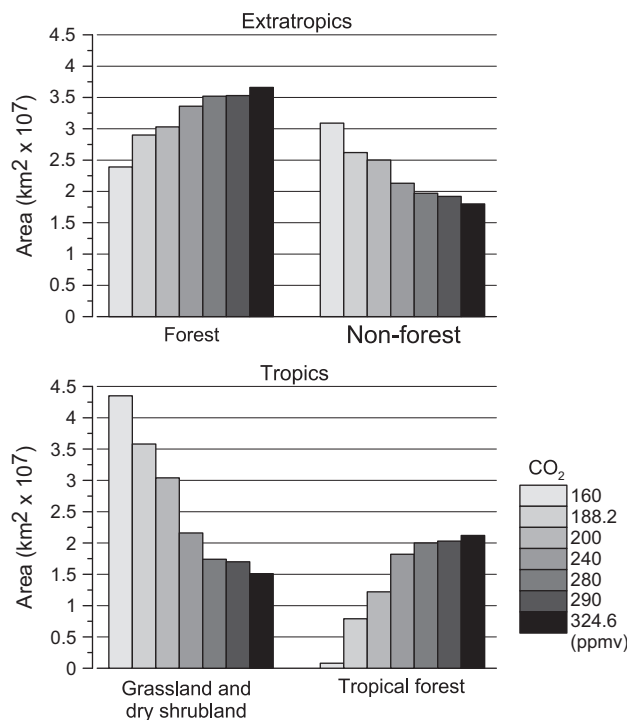 Extratropics
4.5
4
3.5
3
2.5
2
1.5
1
0.5
0
Area (km² x 10⁷)
Forest
Non-forest
Tropics
4.5
4
3.5
3
2.5
2
1.5
1
0.5
0
Area (km² x 10⁷)
Grassland and
dry shrubland
Tropical forest
CO₂
160
188.2
200
240
280
290
324.6
(ppmv)